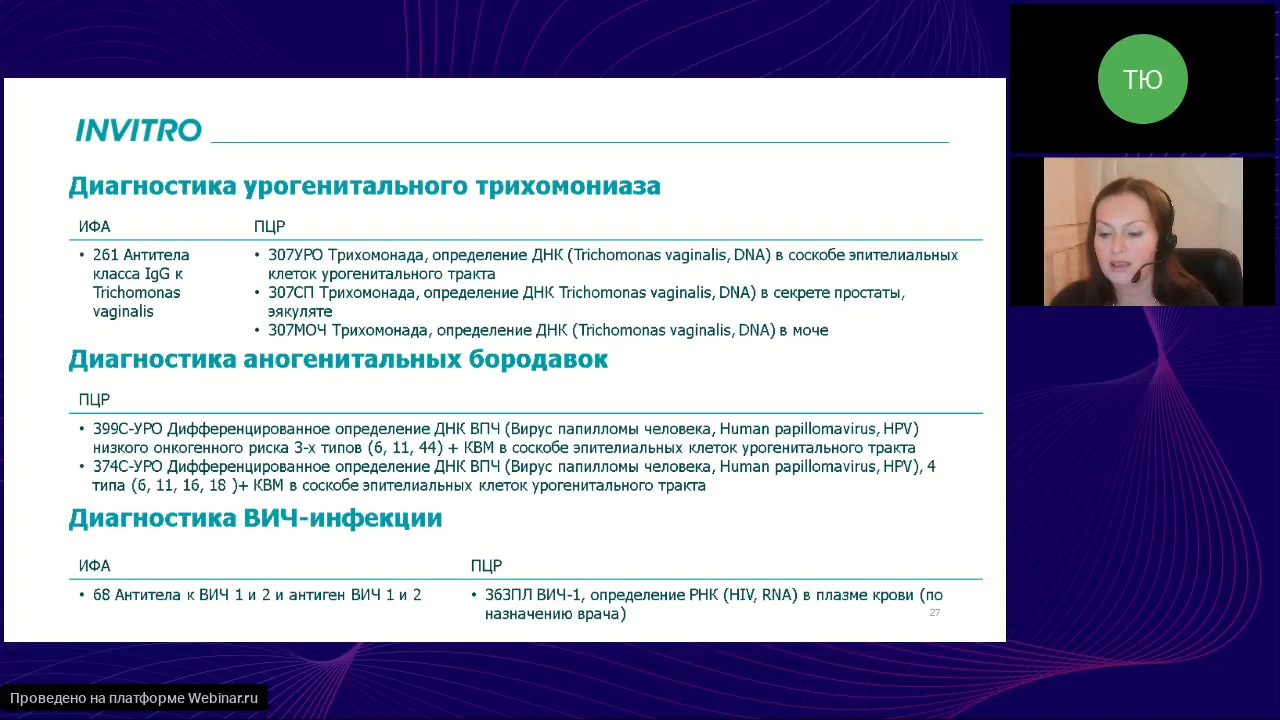 INVITRO
Диагностика урогенитального трихомониаза
ИФА
ПЦР
• 261 Антитела
класса IgG к
Trichomonas
vaginalis
• 307УРО Трихомонада, определение ДНК (Trichomonas vaginalis, DNA) в соскобе эпителиальных
клеток урогенитального тракта
• 307СП Трихомонада, определение ДНК Trichomonas vaginalis, DNA) в секрете простаты,
эякуляте
• 307МОЧ Трихомонада, определение ДНК (Trichomonas vaginalis, DNA) в моче
Диагностика аногенитальных бородавок
ПЦР
• 399С-УРО Дифференцированное определение ДНК ВПЧ (Вирус папилломы человека, Human papillomavirus, HPV)
низкого онкогенного риска 3-х типов (6, 11, 44) + КВМ в соскобе эпителиальных клеток урогенитального тракта
• 374С-УРО Дифференцированное определение ДНК ВПЧ (Вирус папилломы человека, Human papillomavirus, HPV), 4
типа (6, 11, 16, 18 )+ КВМ в соскобе эпителиальных клеток урогенитального тракта
Диагностика ВИЧ-инфекции
ИФА
ПЦР
• 68 Антитела к ВИЧ 1 и 2 и антиген ВИЧ 1 и 2
• 363ПЛ ВИЧ-1, определение РНК (HIV, RNA) в плазме крови (по
назначению врача)
27
ТЮ
Проведено на платформе Webinar.ru